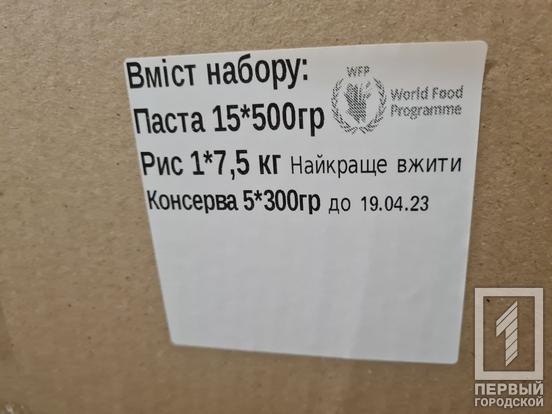 Вміст набору:
WFP
World Food
Programme
Паста 15*500гр
Рис 1*7,5 кг Найкраще вжити
Консерва 5*300гр до 19.04.23
1
ПЕРВЫЙ
ГОРОДСКОЙ